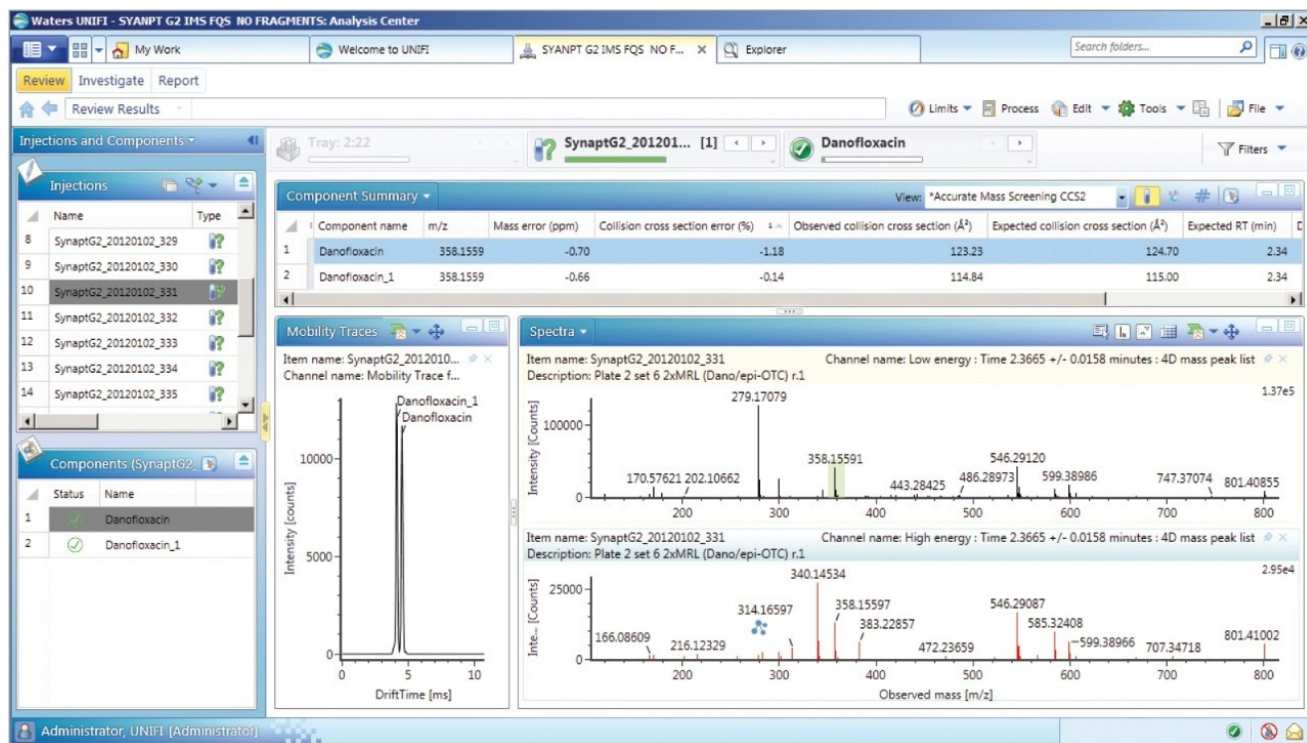 Waters UNIFI - SYANPT G2 IMS FQS NO FRAGMENTS: Analysis Center
My Work
Welcome to UNIFI
SYANPT G2 IMS FQS NO F...
Explorer
Search folders...
Review Investigate Report
Review Results
Limits Process Edit Tools File
Injections and Components
Tray: 2:22
SynaptG2_201201... [1]
Danofloxacin
Filters
Injections
Name Type
8 SynaptG2_20120102_329
9 SynaptG2_20120102_330
10 SynaptG2_20120102_331
11 SynaptG2_20120102_332
12 SynaptG2_20120102_333
13 SynaptG2_20120102_334
14 SynaptG2_20120102_335
Components (SynaptG2_
Status Name
1 Danofloxacin
2 Danofloxacin_1
Component Summary
View: *Accurate Mass Screening CCS2
Component name m/z Mass error (ppm) Collision cross section error (%) Observed collision cross section (Å²) Expected collision cross section (Å²) Expected RT (min)
1 Danofloxacin 358.1559 -0.70 -1.18 123.23 124.70 2.34
2 Danofloxacin_1 358.1559 -0.66 -0.14 114.84 115.00 2.34
Mobility Traces
Item name: SynaptG2_2012010...
Channel name: Mobility Trace f...
Danofloxacin_1
Danofloxacin
10000
5000
0
Intensity [counts]
0 5 10
DriftTime [ms]
Spectra
Item name: SynaptG2_20120102_331 Channel name: Low energy : Time 2.3665 +/- 0.0158 minutes : 4D mass peak list
Description: Plate 2 set 6 2xMRL (Dano/epi-OTC) r.1
1.37e5
279.17079
100000
0
Intensity [Counts]
170.57621 202.10662 358.15591 443.28425 486.28973 546.29120 599.38986 747.37074 801.40855
200 300 400 500 600 700 800
Item name: SynaptG2_20120102_331 Channel name: High energy : Time 2.3665 +/- 0.0158 minutes : 4D mass peak list
Description: Plate 2 set 6 2xMRL (Dano/epi-OTC) r.1
2.95e4
25000
0
Inte... [Counts]
166.08609 216.12329 314.16597 340.14534 358.15597 383.22857 472.23659 546.29087 585.32408 599.38966 707.34718 801.41002
200 300 400 500 600 700 800
Observed mass [m/z]
Administrator, UNIFI [Administrator]